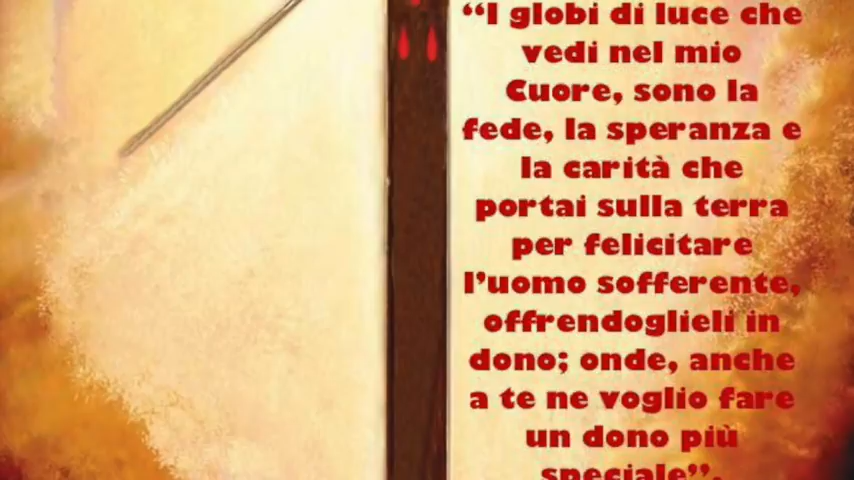 “I globi di luce che
vedi nel mio
Cuore, sono la
fede, la speranza e
la carità che
portai sulla terra
per felicitare
l’uomo sofferente,
offrendoglieli in
dono; onde, anche
a te ne voglio fare
un dono più
speciale”.